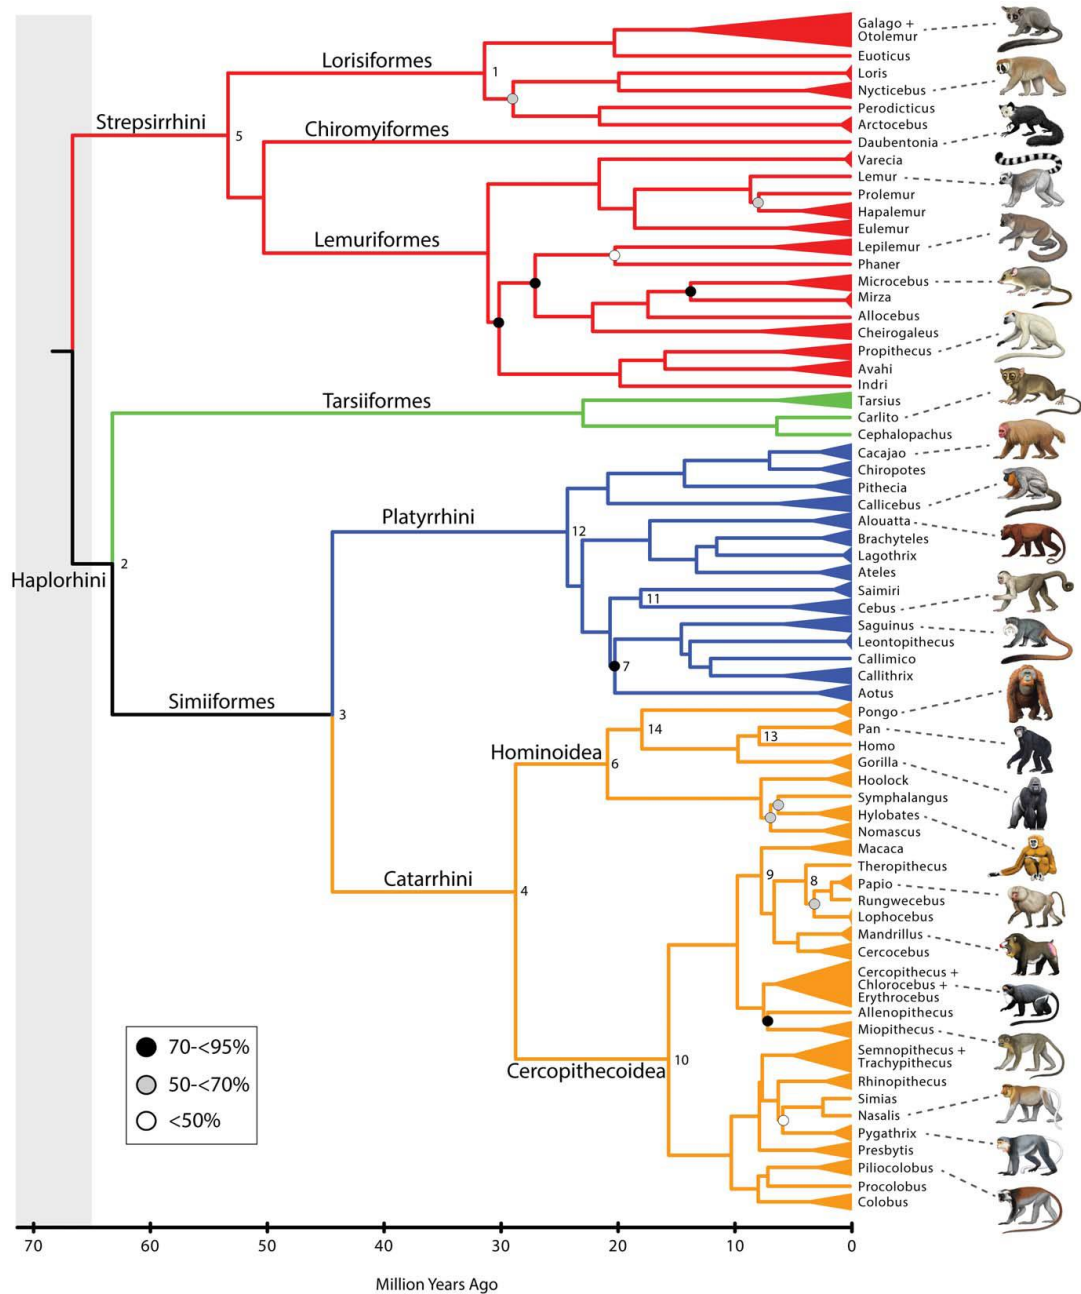 Lorisiformes
Galago +
Otolemur
Euoticus
1
Loris
Nycticebus
Perodicticus
Arctocebus
Strepsirrhini
5
Chiromyiformes
Daubentonia
Varecia
Lemur
Prolemur
Hapalemur
Eulemur
Lemuriformes
Lepilemur
Phaner
Microcebus
Mirza
Allocebus
Cheirogaleus
Propithecus
Avahi
Indri
Tarsiiformes
Tarsius
Carlito
Cephalopachus
Cacajao
Chiropotes
Pithecia
Callicebus
Platyrrhini
12
Alouatta
Brachyteles
Lagothrix
Ateles
Haplorhini
2
Saimiri
11
Cebus
Saguinus
Leontopithecus
7
Callimico
Callithrix
Aotus
Simiiformes
3
Pongo
14
Pan
13
Homo
Hominoidea
6
Gorilla
Hoolock
Symphalangus
Hylobates
Nomascus
Macaca
Theropithecus
9
8
Papio
Rungwecebus
Catarrhini
4
Lophocebus
Mandrillus
Cercocebus
Cercopithecus +
Chlorocebus +
Erythrocebus
Allenopithecus
Miopithecus
70-<95%
50-<70%
<50%
Cercopithecoidea
10
Semnopithecus +
Trachypithecus
Rhinopithecus
Simias
Nasalis
Pygathrix
Presbytis
Piliocolobus
Procolobus
Colobus
70 60 50 40 30 20 10 0
Million Years Ago